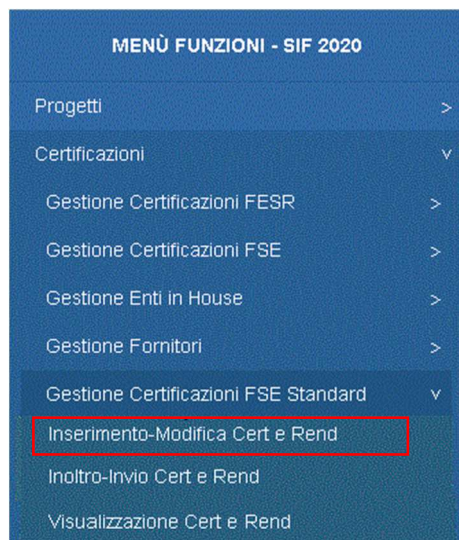 MENÙ FUNZIONI - SIF 2020
Progetti >
Certificazioni v
Gestione Certificazioni FESR >
Gestione Certificazioni FSE >
Gestione Enti in House >
Gestione Fornitori >
Gestione Certificazioni FSE Standard v
Inserimento-Modifica Cert e Rend
Inoltro-Invio Cert e Rend
Visualizzazione Cert e Rend